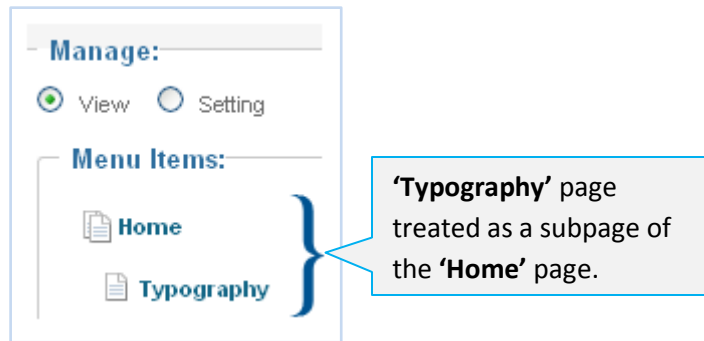 Manage:
View Setting
Menu Items:
Home
Typography
‘Typography’ page
treated as a subpage of
the ‘Home’ page.